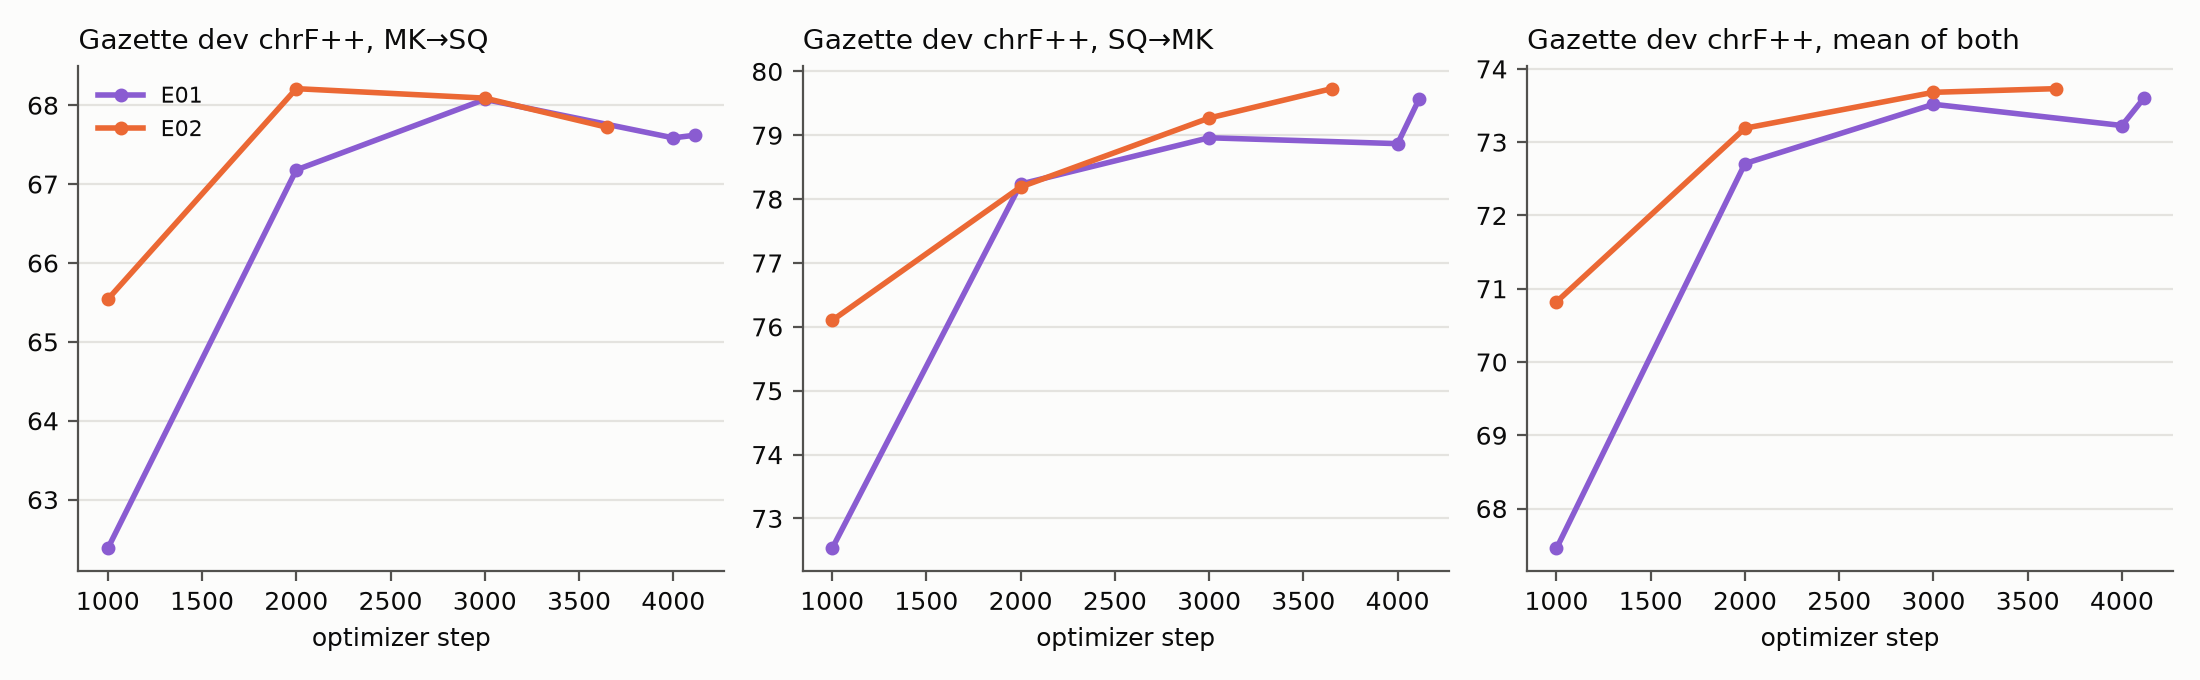 Gazette dev chrF++, MK→SQ
E01
E02
68
67
66
65
64
63
1000 1500 2000 2500 3000 3500 4000
optimizer step
Gazette dev chrF++, SQ→MK
80
79
78
77
76
75
74
73
1000 1500 2000 2500 3000 3500 4000
optimizer step
Gazette dev chrF++, mean of both
74
73
72
71
70
69
68
1000 1500 2000 2500 3000 3500 4000
optimizer step